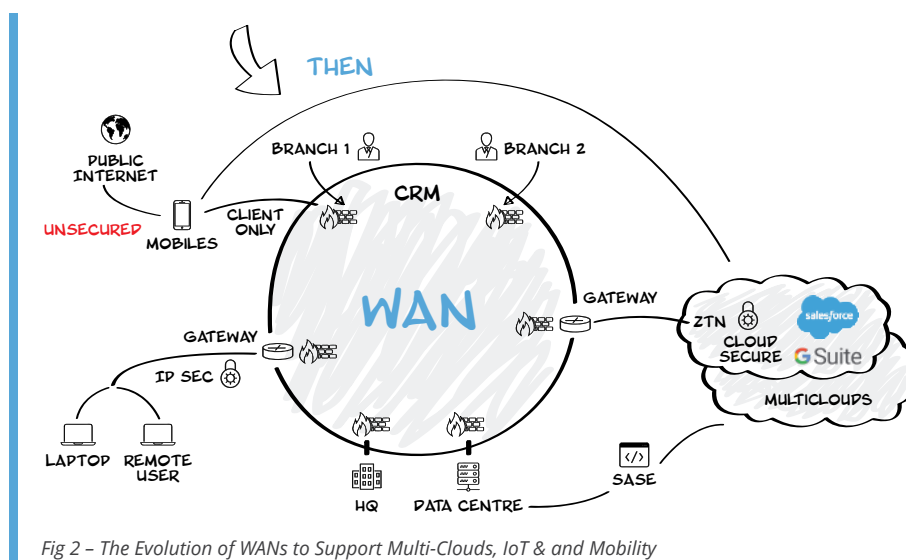 THEN
PUBLIC
INTERNET
UNSECURED
MOBILES
CLIENT
ONLY
BRANCH 1
BRANCH 2
CRM
WAN
GATEWAY
IP SEC
LAPTOP
REMOTE
USER
HQ
DATA CENTRE
SASE
GATEWAY
ZTN
CLOUD
SECURE
salesforce
G Suite
MULTICLOUDS
Fig 2 – The Evolution of WANs to Support Multi-Clouds, IoT & and Mobility